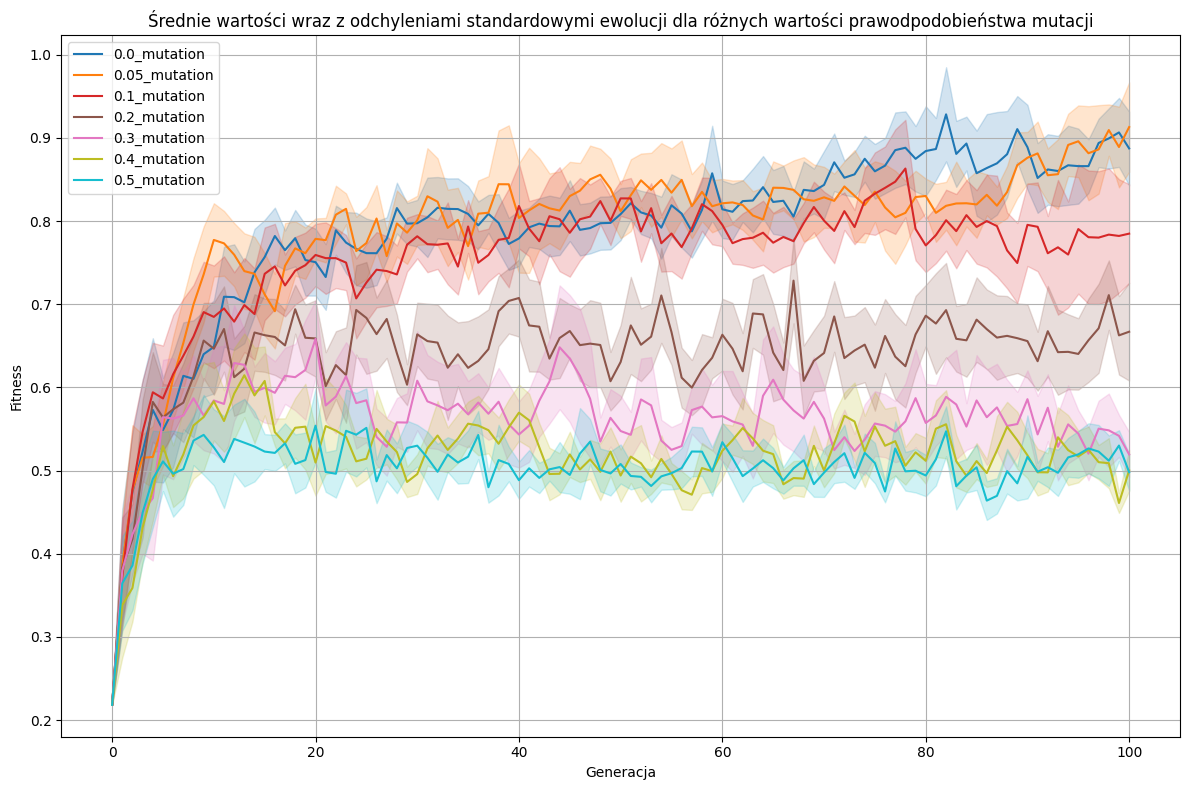 Średnie wartości wraz z odchyleniami standardowymi ewolucji dla różnych wartości prawodpodobieństwa mutacji
0.0_mutation
0.05_mutation
0.1_mutation
0.2_mutation
0.3_mutation
0.4_mutation
0.5_mutation
1.0
0.9
0.8
0.7
0.6
0.5
0.4
0.3
0.2
Fitness
0 20 40 60 80 100
Generacja